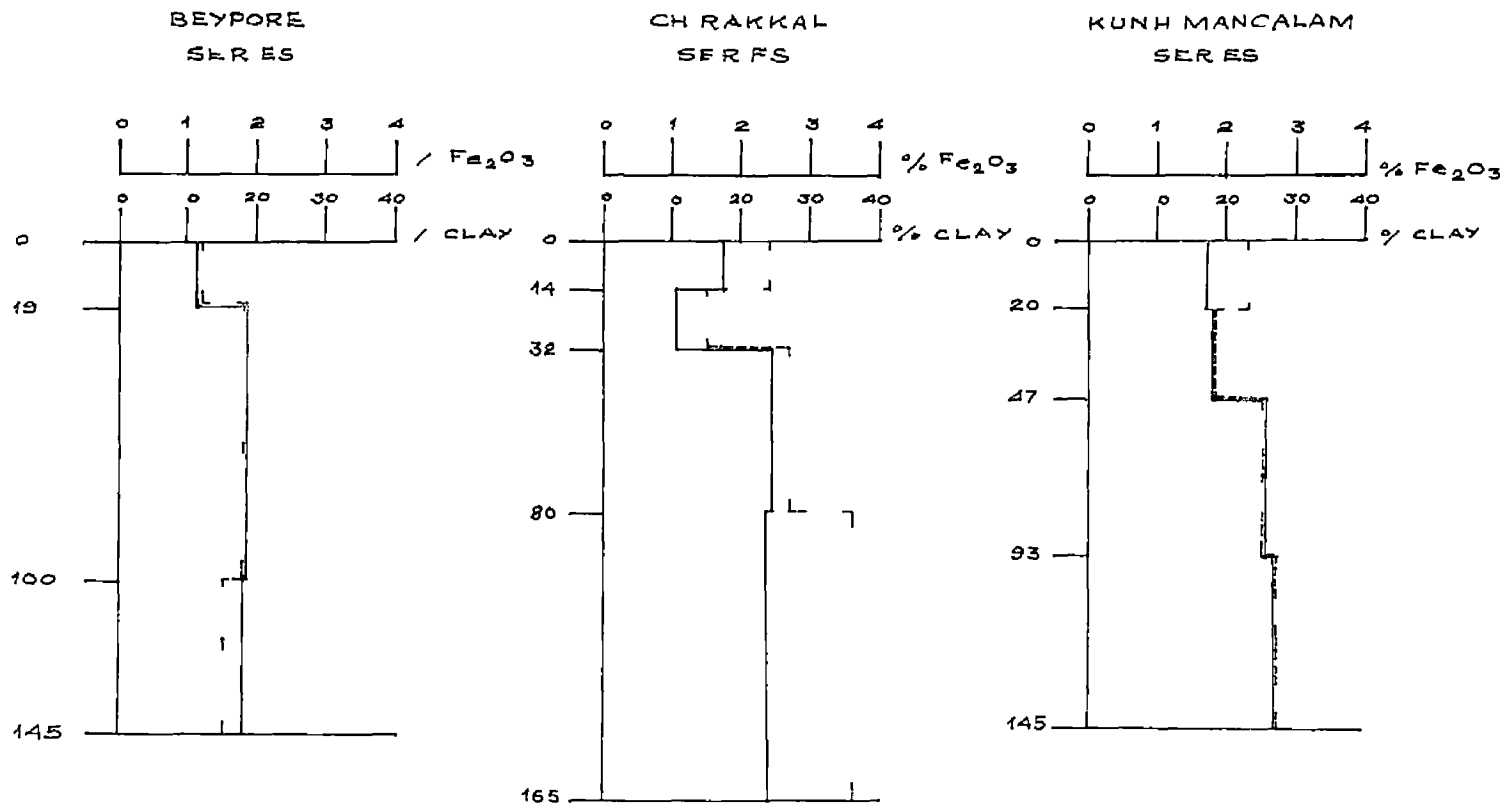 BEYPORE
SER ES
0 1 2 3 4
/ Fe₂O₃
0 0 20 30 40
/ CLAY
0
19
100
145
CH RAKKAL
SERFS
0 1 2 3 4
% Fe₂O₃
0 0 20 30 40
% CLAY
0
14
32
80
165
KUNH MANCALAM
SER ES
0 1 2 3 4
% Fe₂O₃
0 0 20 30 40
% CLAY
0
20
47
93
145